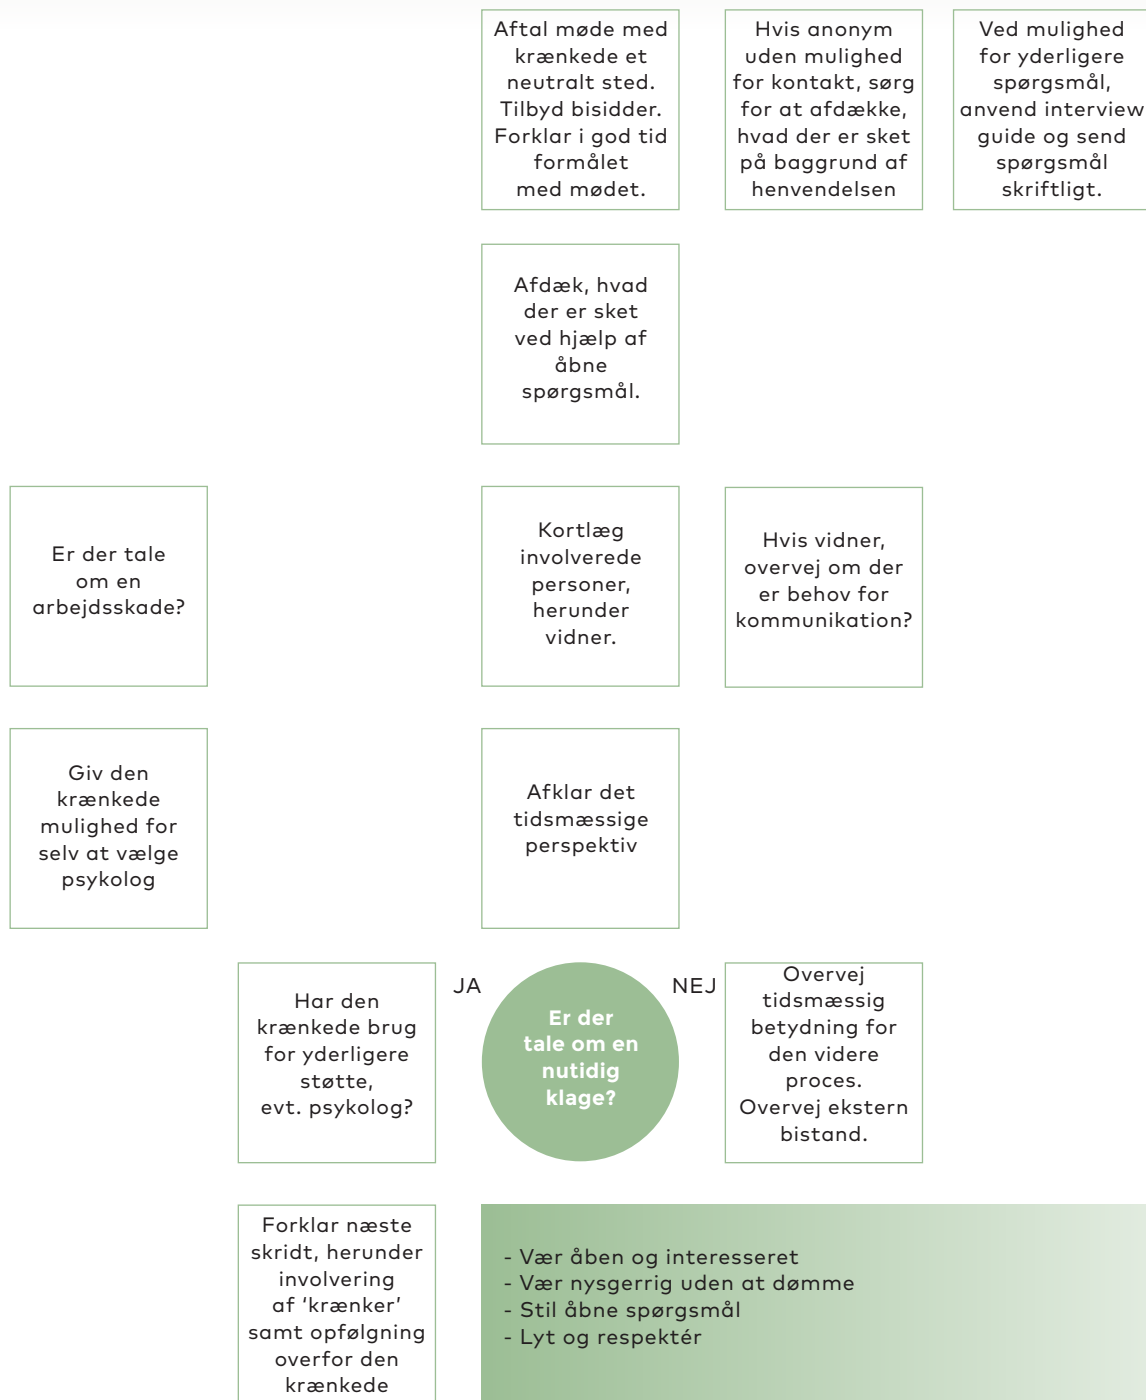 Aftal møde med
krænkede et
neutralt sted.
Tilbyd bisidder.
Forklar i god tid
formålet
med mødet.
Hvis anonym
uden mulighed
for kontakt, sørg
for at afdække,
hvad der er sket
på baggrund af
henvendelsen
Ved mulighed
for yderligere
spørgsmål,
anvend interview
guide og send
spørgsmål
skriftligt.
Afdæk, hvad
der er sket
ved hjælp af
åbne
spørgsmål.
Er der tale
om en
arbejdsskade?
Kortlæg
involverede
personer,
herunder
vidner.
Hvis vidner,
overvej om der
er behov for
kommunikation?
Giv den
krænkede
mulighed for
selv at vælge
psykolog
Afklar det
tidsmæssige
perspektiv
Har den
krænkede brug
for yderligere
støtte,
evt. psykolog?
JA
Er der
tale om en
nutidig
klage?
NEJ
Overvej
tidsmæssig
betydning for
den videre
proces.
Overvej ekstern
bistand.
Forklar næste
skridt, herunder
involvering
af ‘krænker’
samt opfølgning
overfor den
krænkede
- Vær åben og interesseret
- Vær nysgerrig uden at dømme
- Stil åbne spørgsmål
- Lyt og respektér